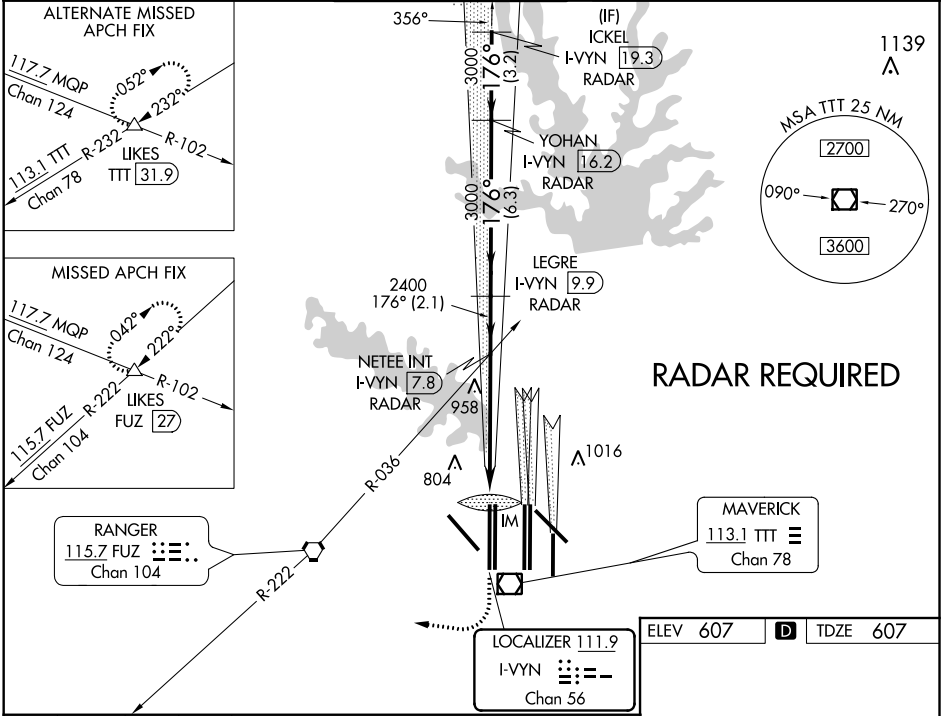 ALTERNATE MISSED
APCH FIX
117.7 MQP
Chan 124
052°
232°
R-232
R-102
113.1 TTT
Chan 78
LIKES
TTT 31.9
MISSED APCH FIX
117.7 MQP
Chan 124
042°
222°
R-222
R-102
115.7 FUZ
Chan 104
LIKES
FUZ 27
356°
(IF)
ICKEL
I-VYN 19.3
RADAR
3000
176°
(3.2)
YOHAN
I-VYN 16.2
RADAR
3000
176°
(6.3)
LEGRE
I-VYN 9.9
RADAR
2400
176° (2.1)
NETEE INT
I-VYN 7.8
RADAR
958
804
1016
1139
MSA TTT 25 NM
2700
090°
270°
3600
RADAR REQUIRED
R-036
IM
RANGER
115.7 FUZ
Chan 104
R-222
MAVERICK
113.1 TTT
Chan 78
LOCALIZER 111.9
I-VYN
Chan 56
ELEV 607 D TDZE 607